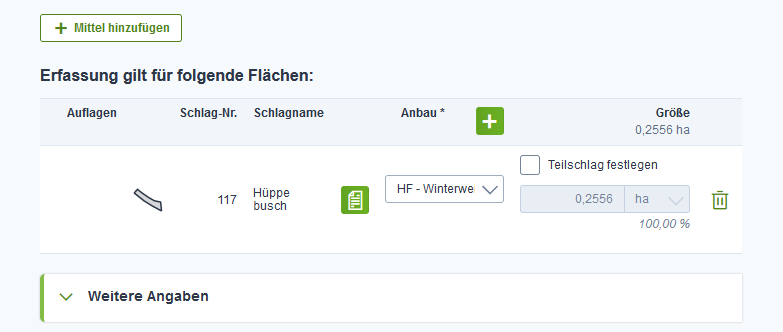 Mittel hinzufügen
Erfassung gilt für folgende Flächen:
Auflagen Schlag-Nr. Schlagname Anbau * Größe
0,2556 ha
Teilschlag festlegen
117 Hüppe busch HF - Winterwei 0,2556 ha
100,00 %
Weitere Angaben